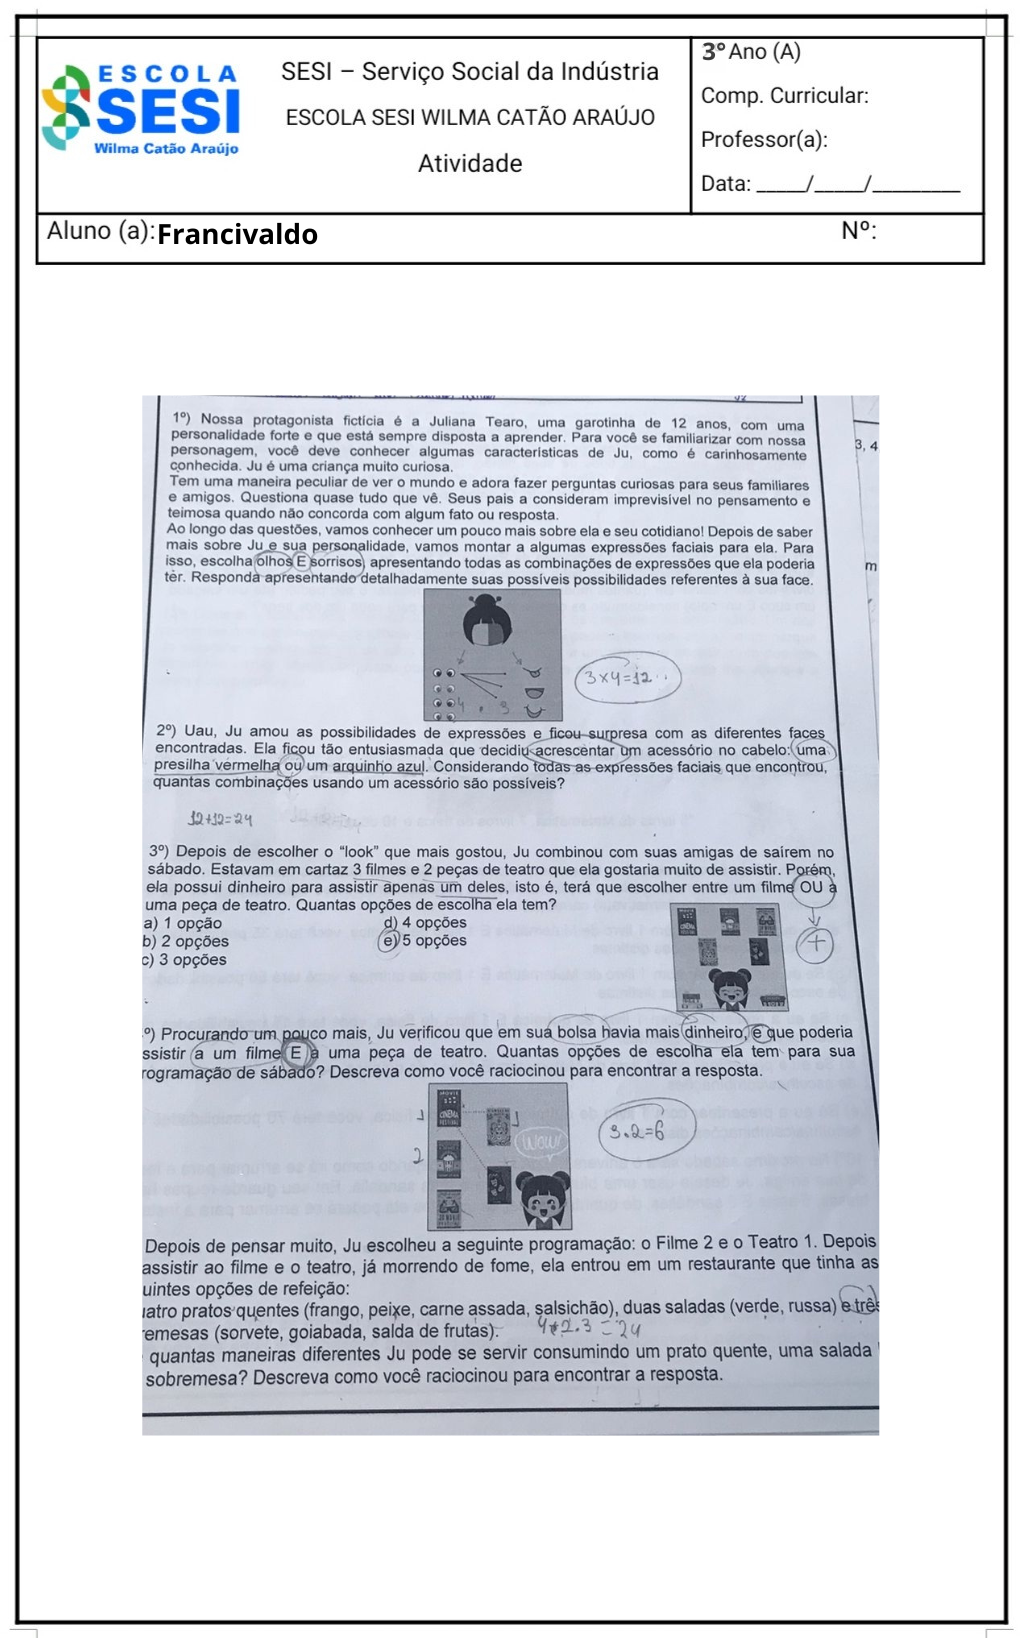 ESCOLA
SESI
Wilma Catão Araújo
SESI – Serviço Social da Indústria
ESCOLA SESI WILMA CATÃO ARAÚJO
Atividade
3º Ano (A)
Comp. Curricular:
Professor(a):
Data: _____/_____/_________
Aluno (a): Francivaldo
Nº:
1º) Nossa protagonista fictícia é a Juliana Tearo, uma garotinha de 12 anos, com uma
personalidade forte e que está sempre disposta a aprender. Para você se familiarizar com nossa
personagem, você deve conhecer algumas características de Ju, como é carinhosamente
conhecida. Ju é uma criança muito curiosa.
Tem uma maneira peculiar de ver o mundo e adora fazer perguntas curiosas para seus familiares
e amigos. Questiona quase tudo que vê. Seus pais a consideram imprevisível no pensamento e
teimosa quando não concorda com algum fato ou resposta.
Ao longo das questões, vamos conhecer um pouco mais sobre ela e seu cotidiano! Depois de saber
mais sobre Ju e sua personalidade, vamos montar a algumas expressões faciais para ela. Para
isso, escolha olhos E sorrisos, apresentando todas as combinações de expressões que ela poderia
ter. Responda apresentando detalhadamente suas possíveis possibilidades referentes à sua face.
3, 4
m
3x4=12
4 . 3
2º) Uau, Ju amou as possibilidades de expressões e ficou surpresa com as diferentes faces
encontradas. Ela ficou tão entusiasmada que decidiu acrescentar um acessório no cabelo: uma
presilha vermelha ou um arquinho azul. Considerando todas as expressões faciais que encontrou,
quantas combinações usando um acessório são possíveis?
12+12=24
3º) Depois de escolher o “look” que mais gostou, Ju combinou com suas amigas de saírem no
sábado. Estavam em cartaz 3 filmes e 2 peças de teatro que ela gostaria muito de assistir. Porém,
ela possui dinheiro para assistir apenas um deles, isto é, terá que escolher entre um filme OU a
uma peça de teatro. Quantas opções de escolha ela tem?
a) 1 opção
b) 2 opções
c) 3 opções
d) 4 opções
e) 5 opções
+
º) Procurando um pouco mais, Ju verificou que em sua bolsa havia mais dinheiro, e que poderia
ssistir a um filme E a uma peça de teatro. Quantas opções de escolha ela tem para sua
rogramação de sábado? Descreva como você raciocinou para encontrar a resposta.
CINEMA
WOW!
1
1
2
3.2=6
Depois de pensar muito, Ju escolheu a seguinte programação: o Filme 2 e o Teatro 1. Depois
assistir ao filme e o teatro, já morrendo de fome, ela entrou em um restaurante que tinha as
uintes opções de refeição:
uatro pratos quentes (frango, peixe, carne assada, salsichão), duas saladas (verde, russa) e três
remesas (sorvete, goiabada, salda de frutas).
4.2.3 = 24
quantas maneiras diferentes Ju pode se servir consumindo um prato quente, uma salada
sobremesa? Descreva como você raciocinou para encontrar a resposta.